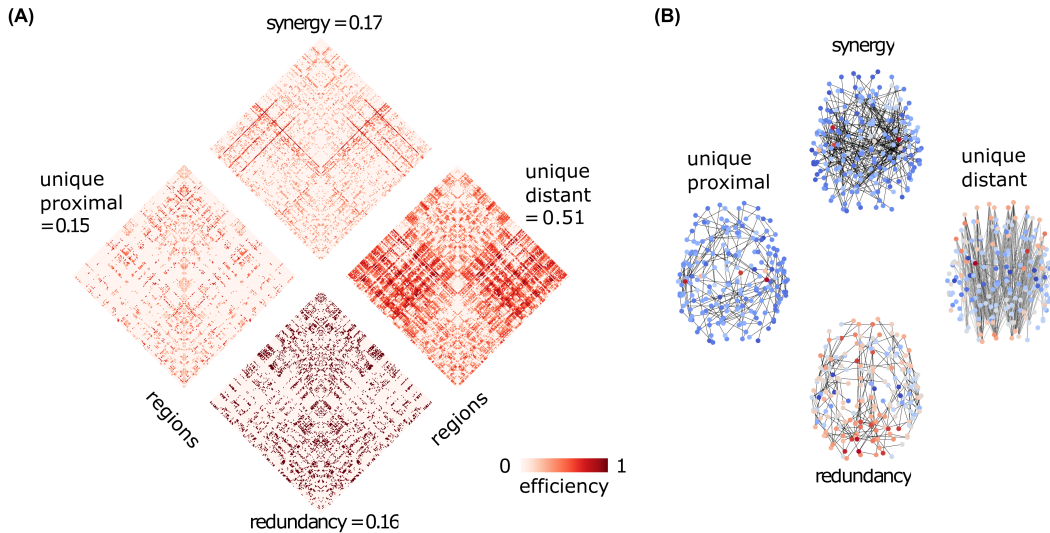 (A)
synergy = 0.17
unique
proximal
=0.15
unique
distant
= 0.51
regions
regions
0
1
efficiency
redundancy = 0.16
(B)
synergy
unique
proximal
unique
distant
redundancy